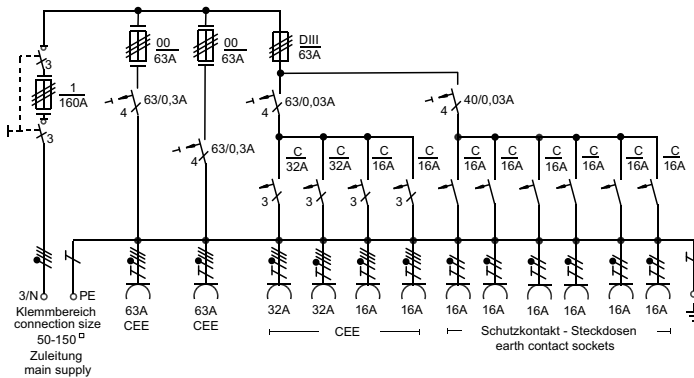 00
63A
00
63A
DIII
63A
3
1
160A
3
63/0,3A
4
63/0,3A
4
63/0,03A
4
40/0,03A
4
C
32A
C
32A
C
16A
C
16A
C
16A
C
16A
C
16A
C
16A
C
16A
C
16A
3
3
3
3
3/N
PE
63A
CEE
63A
CEE
32A
32A
16A
16A
16A
16A
16A
16A
16A
16A
Klemmbereich
connection size
50-150
Zuleitung
main supply
CEE
Schutzkontakt - Steckdosen
earth contact sockets